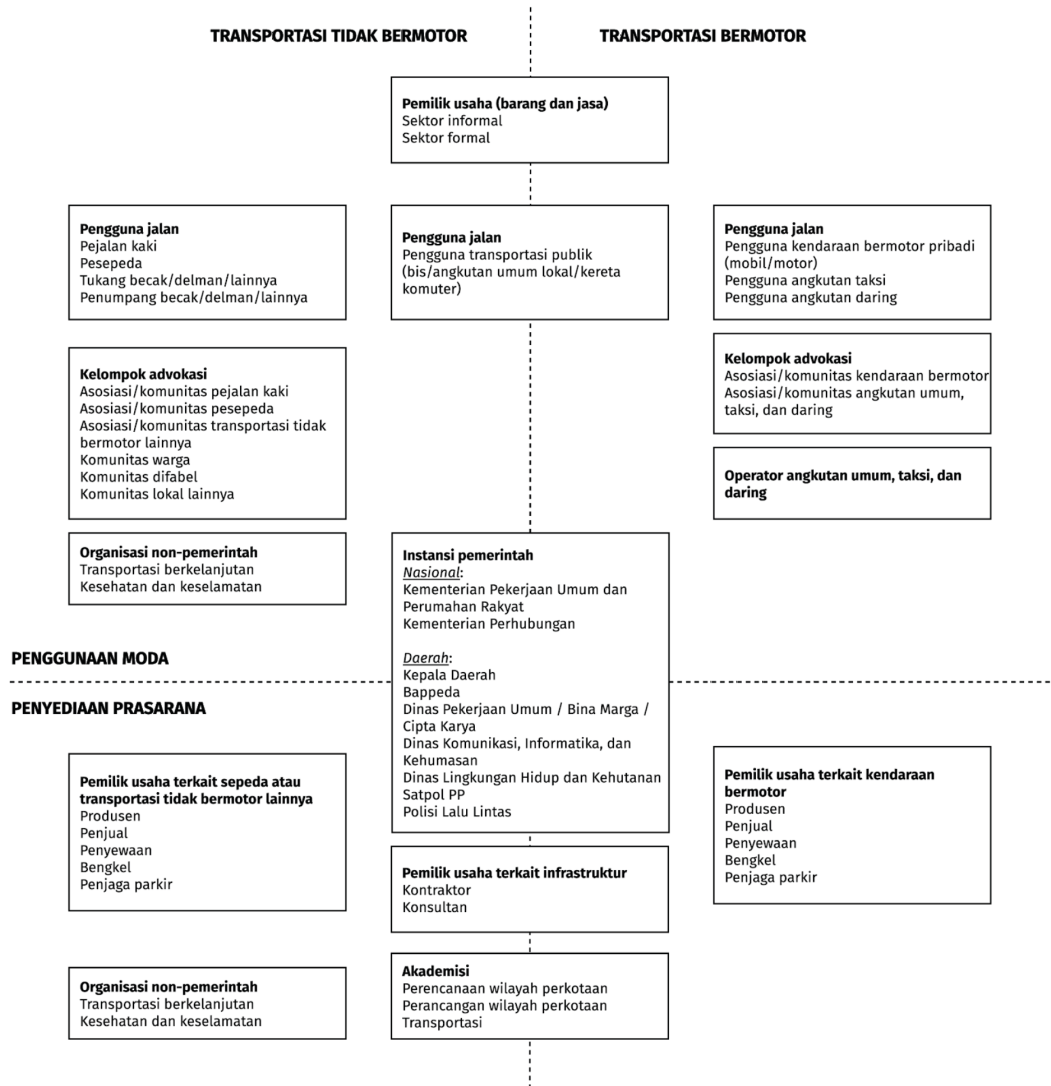 TRANSPORTASI TIDAK BERMOTOR
TRANSPORTASI BERMOTOR
Pemilik usaha (barang dan jasa)
Sektor informal
Sektor formal
Pengguna jalan
Pejalan kaki
Pesepeda
Tukang becak/delman/lainnya
Penumpang becak/delman/lainnya
Pengguna jalan
Pengguna transportasi publik
(bis/angkutan umum lokal/kereta
komuter)
Pengguna jalan
Pengguna kendaraan bermotor pribadi
(mobil/motor)
Pengguna angkutan taksi
Pengguna angkutan daring
Kelompok advokasi
Asosiasi/komunitas pejalan kaki
Asosiasi/komunitas pesepeda
Asosiasi/komunitas transportasi tidak
bermotor lainnya
Komunitas warga
Komunitas difabel
Komunitas lokal lainnya
Kelompok advokasi
Asosiasi/komunitas kendaraan bermotor
Asosiasi/komunitas angkutan umum,
taksi, dan daring
Operator angkutan umum, taksi, dan
daring
Organisasi non-pemerintah
Transportasi berkelanjutan
Kesehatan dan keselamatan
Instansi pemerintah
Nasional:
Kementerian Pekerjaan Umum dan
Perumahan Rakyat
Kementerian Perhubungan
Daerah:
Kepala Daerah
Bappeda
Dinas Pekerjaan Umum / Bina Marga /
Cipta Karya
Dinas Komunikasi, Informatika, dan
Kehumasan
Dinas Lingkungan Hidup dan Kehutanan
Satpol PP
Polisi Lalu Lintas
PENGGUNAAN MODA
PENYEDIAAN PRASARANA
Pemilik usaha terkait sepeda atau
transportasi tidak bermotor lainnya
Produsen
Penjual
Penyewaan
Bengkel
Penjaga parkir
Pemilik usaha terkait kendaraan
bermotor
Produsen
Penjual
Penyewaan
Bengkel
Penjaga parkir
Pemilik usaha terkait infrastruktur
Kontraktor
Konsultan
Organisasi non-pemerintah
Transportasi berkelanjutan
Kesehatan dan keselamatan
Akademisi
Perencanaan wilayah perkotaan
Perancangan wilayah perkotaan
Transportasi